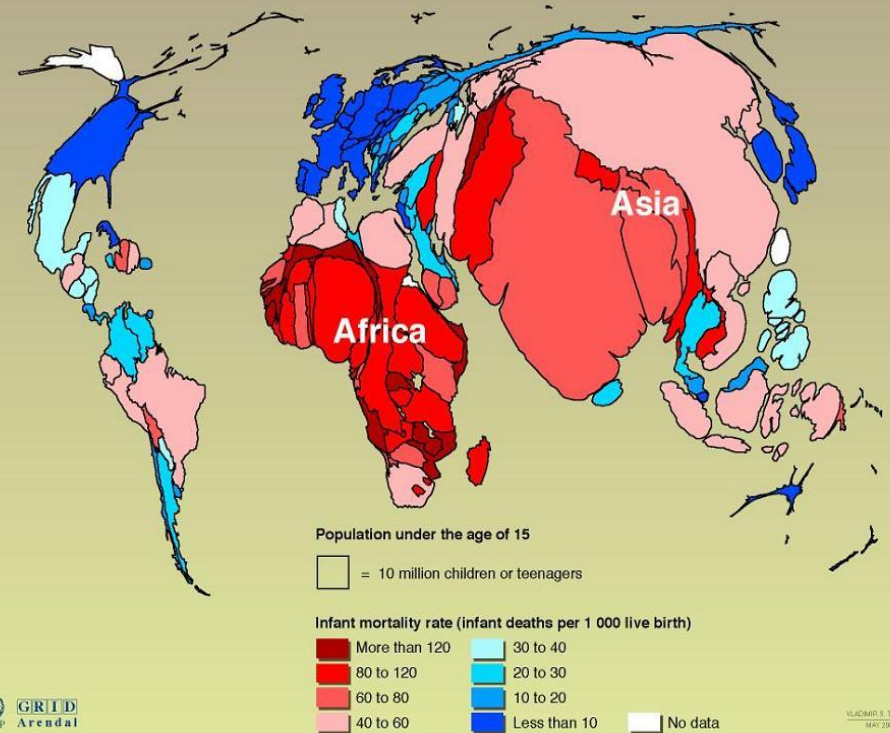 Asia
Africa
Population under the age of 15
= 10 million children or teenagers
Infant mortality rate (infant deaths per 1 000 live birth)
More than 120
80 to 120
60 to 80
40 to 60
30 to 40
20 to 30
10 to 20
Less than 10
No data
GRID
Arendal
VLADIMIR S. T